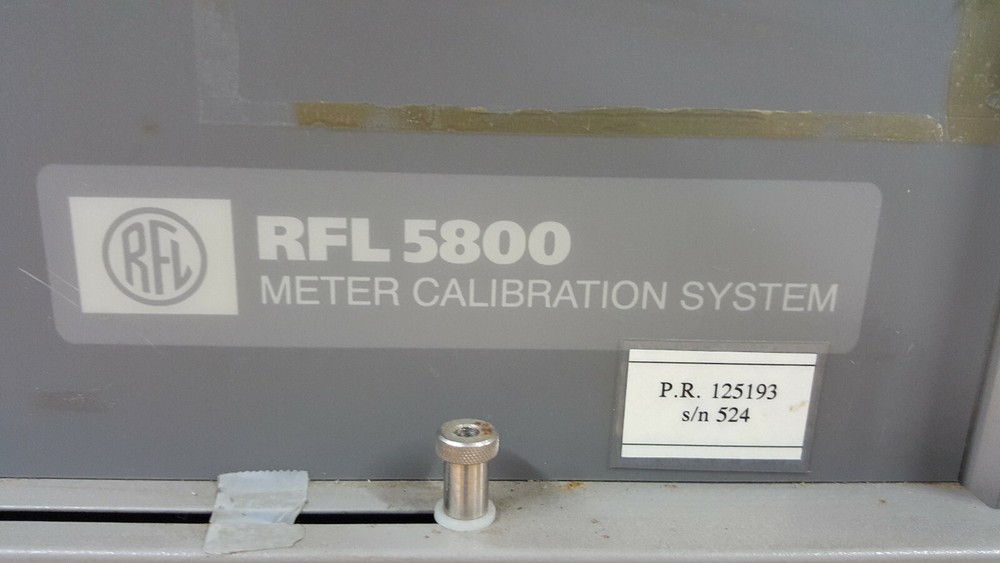 RFL
RFL 5800
METER CALIBRATION SYSTEM
P.R. 125193
s/n 524